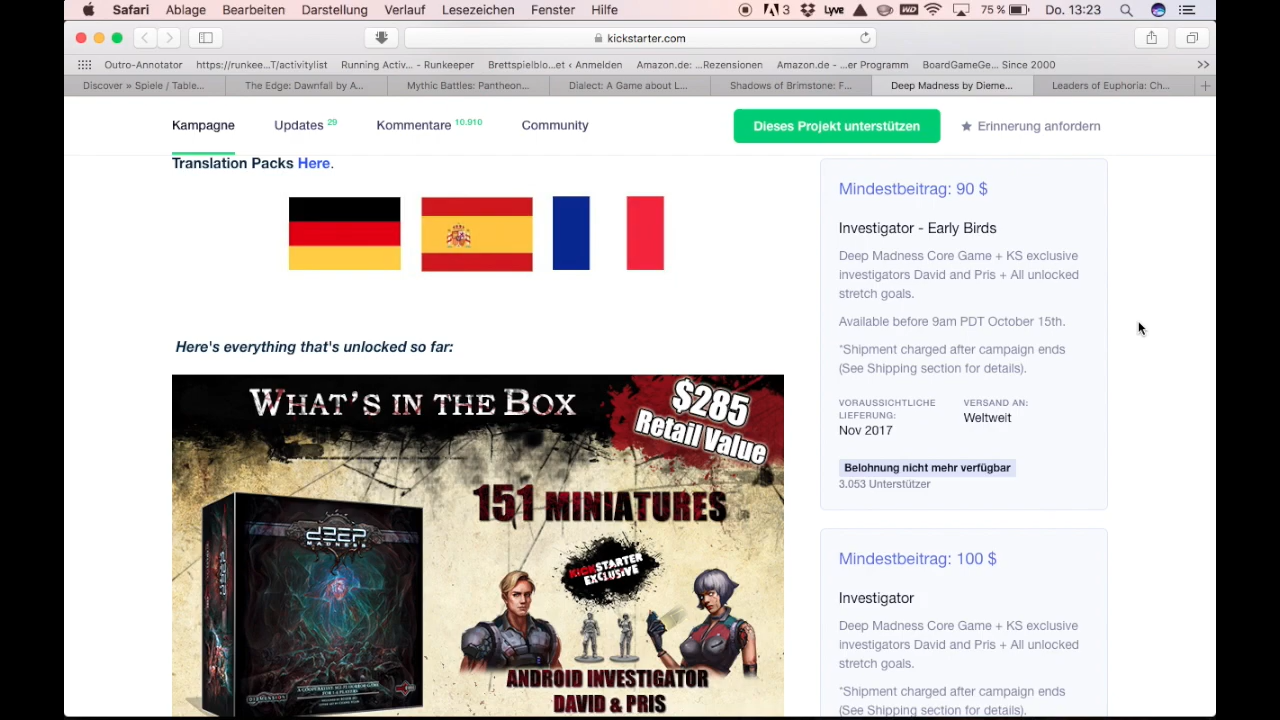 Safari Ablage Bearbeiten Darstellung Verlauf Lesezeichen Fenster Hilfe 3 Lyve WD 75 % Do. 13:23
kickstarter.com
Outro-Annotator https://runkee...T/activitylist Running Activ... - Runkeeper Brettspielblo...et ‹ Anmelden Amazon.de: ...Rezensionen Amazon.de - ...er Programm BoardGameGe... Since 2000 >>
Discover » Spiele / Table... The Edge: Dawnfall by A... Mythic Battles: Pantheon... Dialect: A Game about L... Shadows of Brimstone: F... Deep Madness by Dieme... Leaders of Euphoria: Ch... +
Kampagne Updates 29 Kommentare 10.910 Community Dieses Projekt unterstützen Erinnerung anfordern
Translation Packs Here.
Here's everything that's unlocked so far:
WHAT'S IN THE BOX
$285
Retail Value
151 MINIATURES
KICKSTARTER
EXCLUSIVE
DEEP
MADNESS
DIMENSION
ANDROID INVESTIGATOR
DAVID & PRIS
Mindestbeitrag: 90 $
Investigator - Early Birds
Deep Madness Core Game + KS exclusive
investigators David and Pris + All unlocked
stretch goals.
Available before 9am PDT October 15th.
*Shipment charged after campaign ends
(See Shipping section for details).
VORAUSSICHTLICHE
LIEFERUNG:
Nov 2017
VERSAND AN:
Weltweit
Belohnung nicht mehr verfügbar
3.053 Unterstützer
Mindestbeitrag: 100 $
Investigator
Deep Madness Core Game + KS exclusive
investigators David and Pris + All unlocked
stretch goals.
*Shipment charged after campaign ends
(See Shipping section for details).